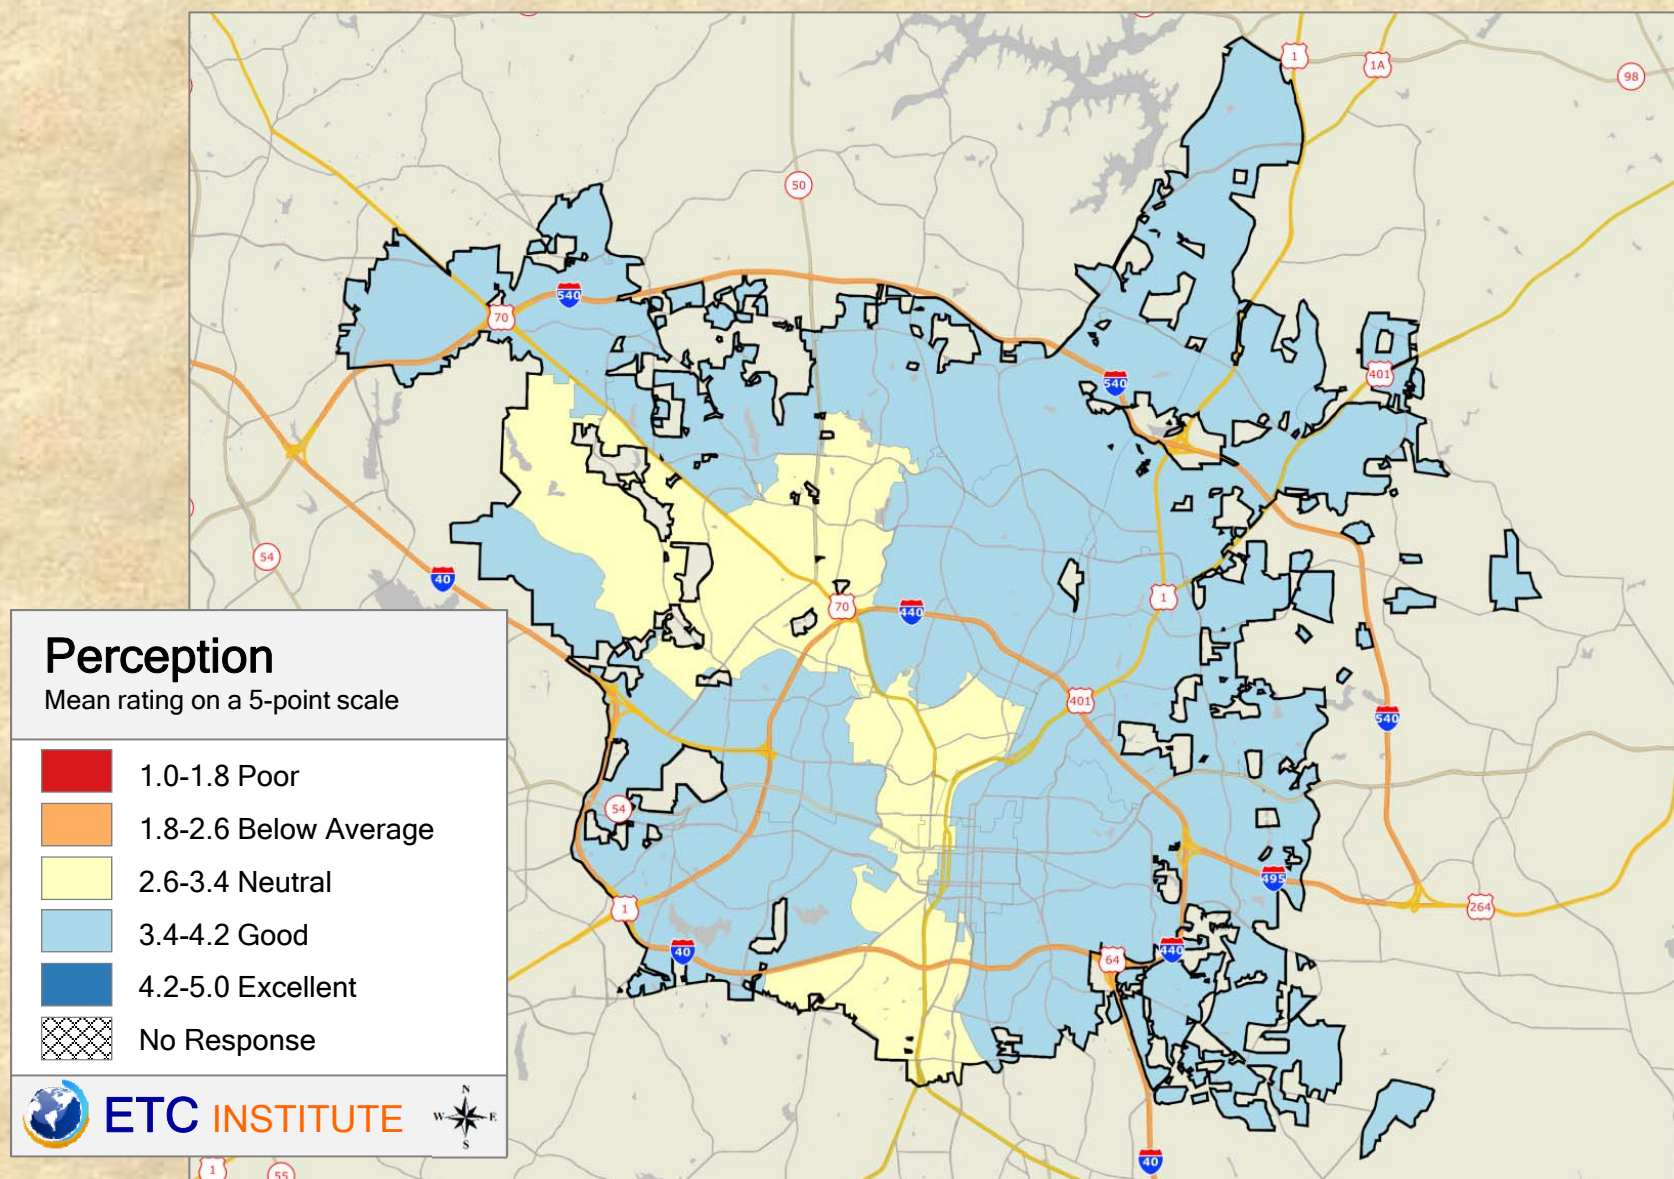 1
1A
98
50
540
70
401
540
54
40
70
440
1
401
540
54
495
1
264
40
440
64
40
1
55
Perception
Mean rating on a 5-point scale
1.0-1.8 Poor
1.8-2.6 Below Average
2.6-3.4 Neutral
3.4-4.2 Good
4.2-5.0 Excellent
No Response
ETC INSTITUTE
N
W E
S